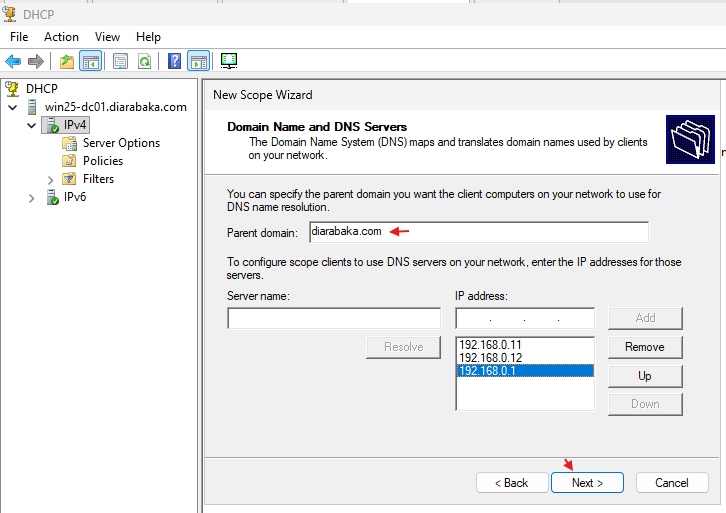 DHCP
File Action View Help
DHCP
win25-dc01.diarabaka.com
IPv4
Server Options
Policies
Filters
IPv6
New Scope Wizard
Domain Name and DNS Servers
The Domain Name System (DNS) maps and translates domain names used by clients
on your network.
You can specify the parent domain you want the client computers on your network to use for
DNS name resolution.
Parent domain: diarabaka.com
To configure scope clients to use DNS servers on your network, enter the IP addresses for those
servers.
Server name: IP address:
. . . Add
Resolve 192.168.0.11 Remove
192.168.0.12
192.168.0.1 Up
Down
< Back Next > Cancel